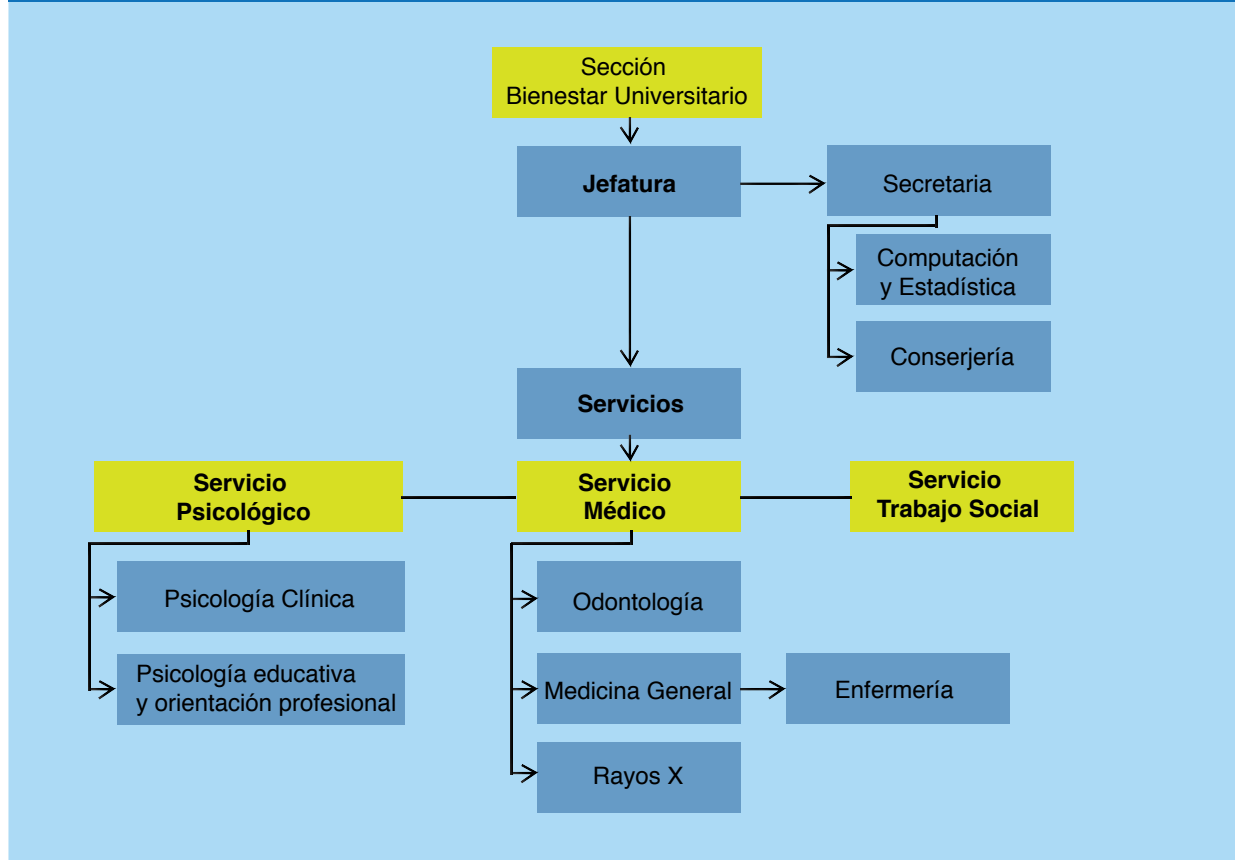 Sección
Bienestar Universitario
Jefatura
Secretaria
Computación
y Estadística
Conserjería
Servicios
Servicio
Psicológico
Servicio
Médico
Servicio
Trabajo Social
Psicología Clínica
Odontología
Psicología educativa
y orientación profesional
Medicina General
Enfermería
Rayos X